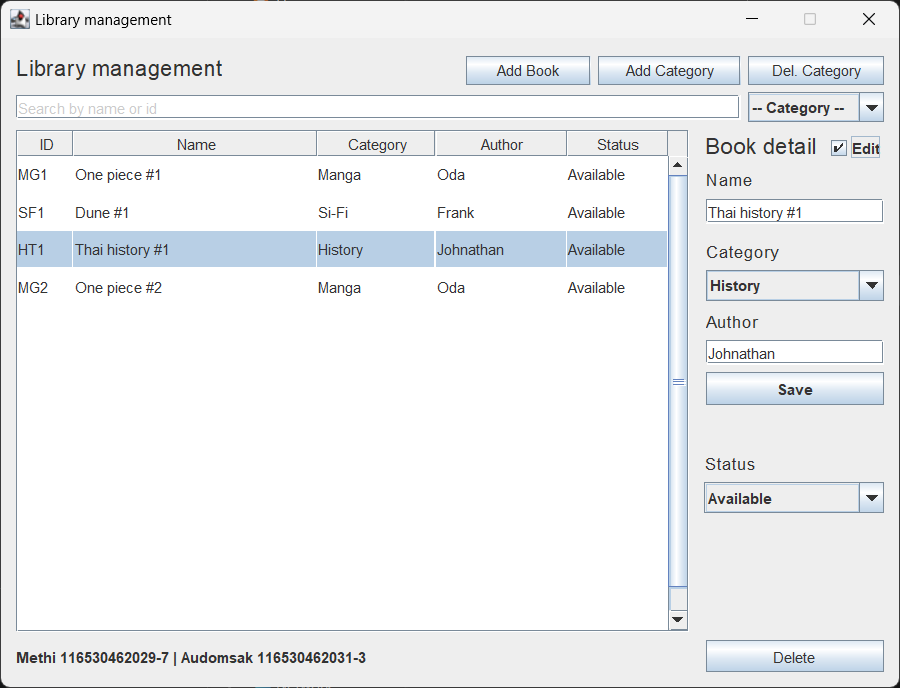 Library management
Library management
Add Book
Add Category
Del. Category
Search by name or id
-- Category --
ID Name Category Author Status
MG1 One piece #1 Manga Oda Available
SF1 Dune #1 Si-Fi Frank Available
HT1 Thai history #1 History Johnathan Available
MG2 One piece #2 Manga Oda Available
Book detail
Edit
Name
Thai history #1
Category
History
Author
Johnathan
Save
Status
Available
Methi 116530462029-7 | Audomsak 116530462031-3
Delete